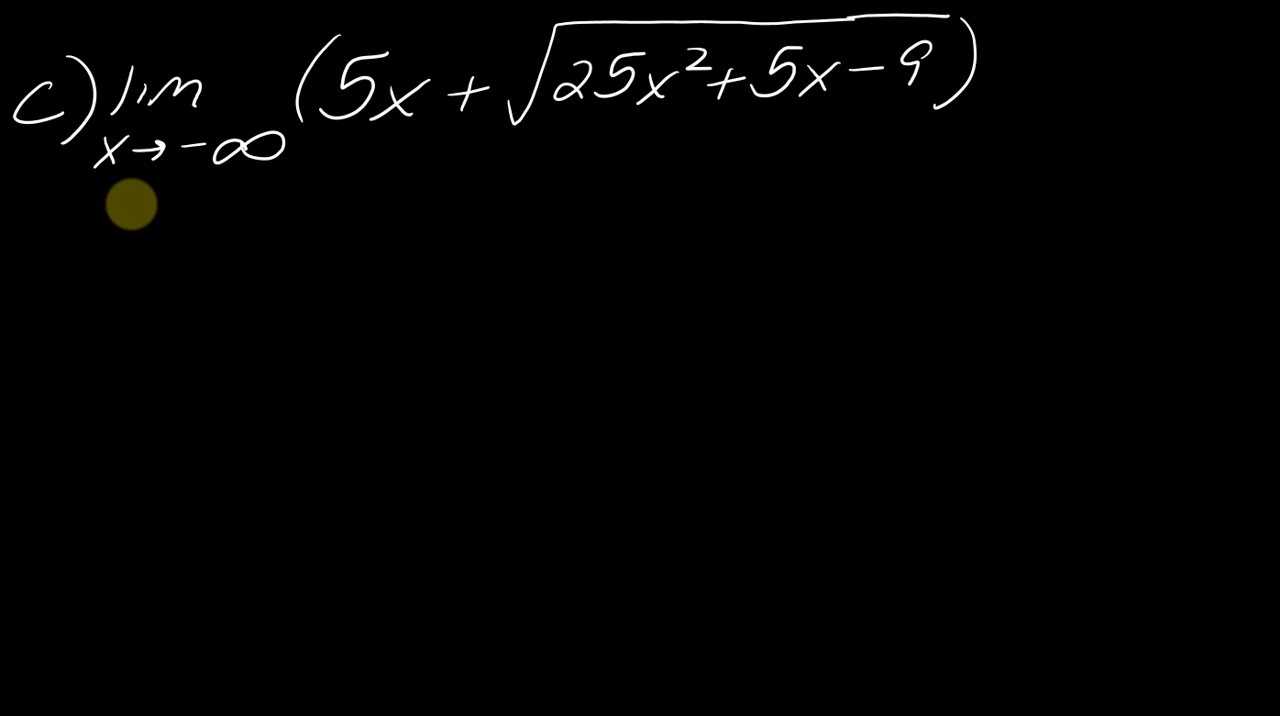 c) lim (5x + √25x²+5x-9)
x→-∞